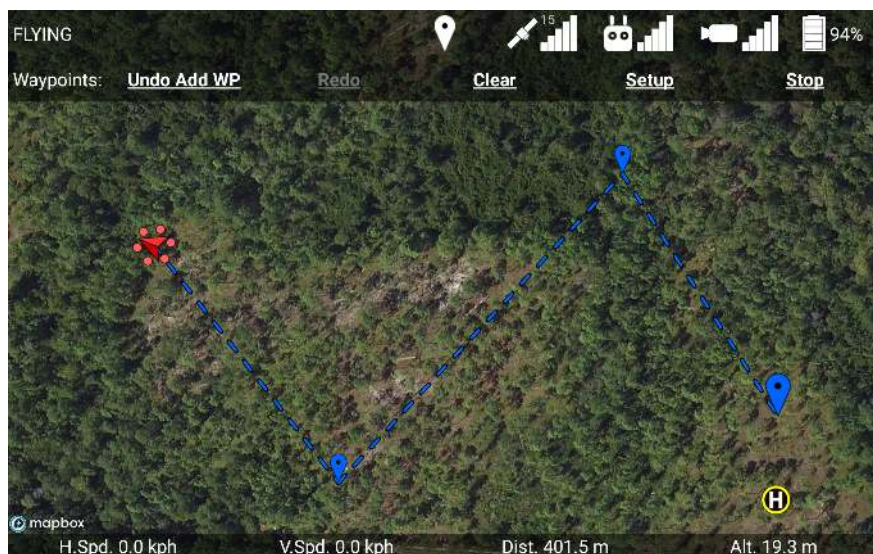 FLYING 15 94%
Waypoints: Undo Add WP Redo Clear Setup Stop
H
mapbox
H.Spd. 0.0 kph V.Spd. 0.0 kph Dist. 401.5 m Alt. 19.3 m